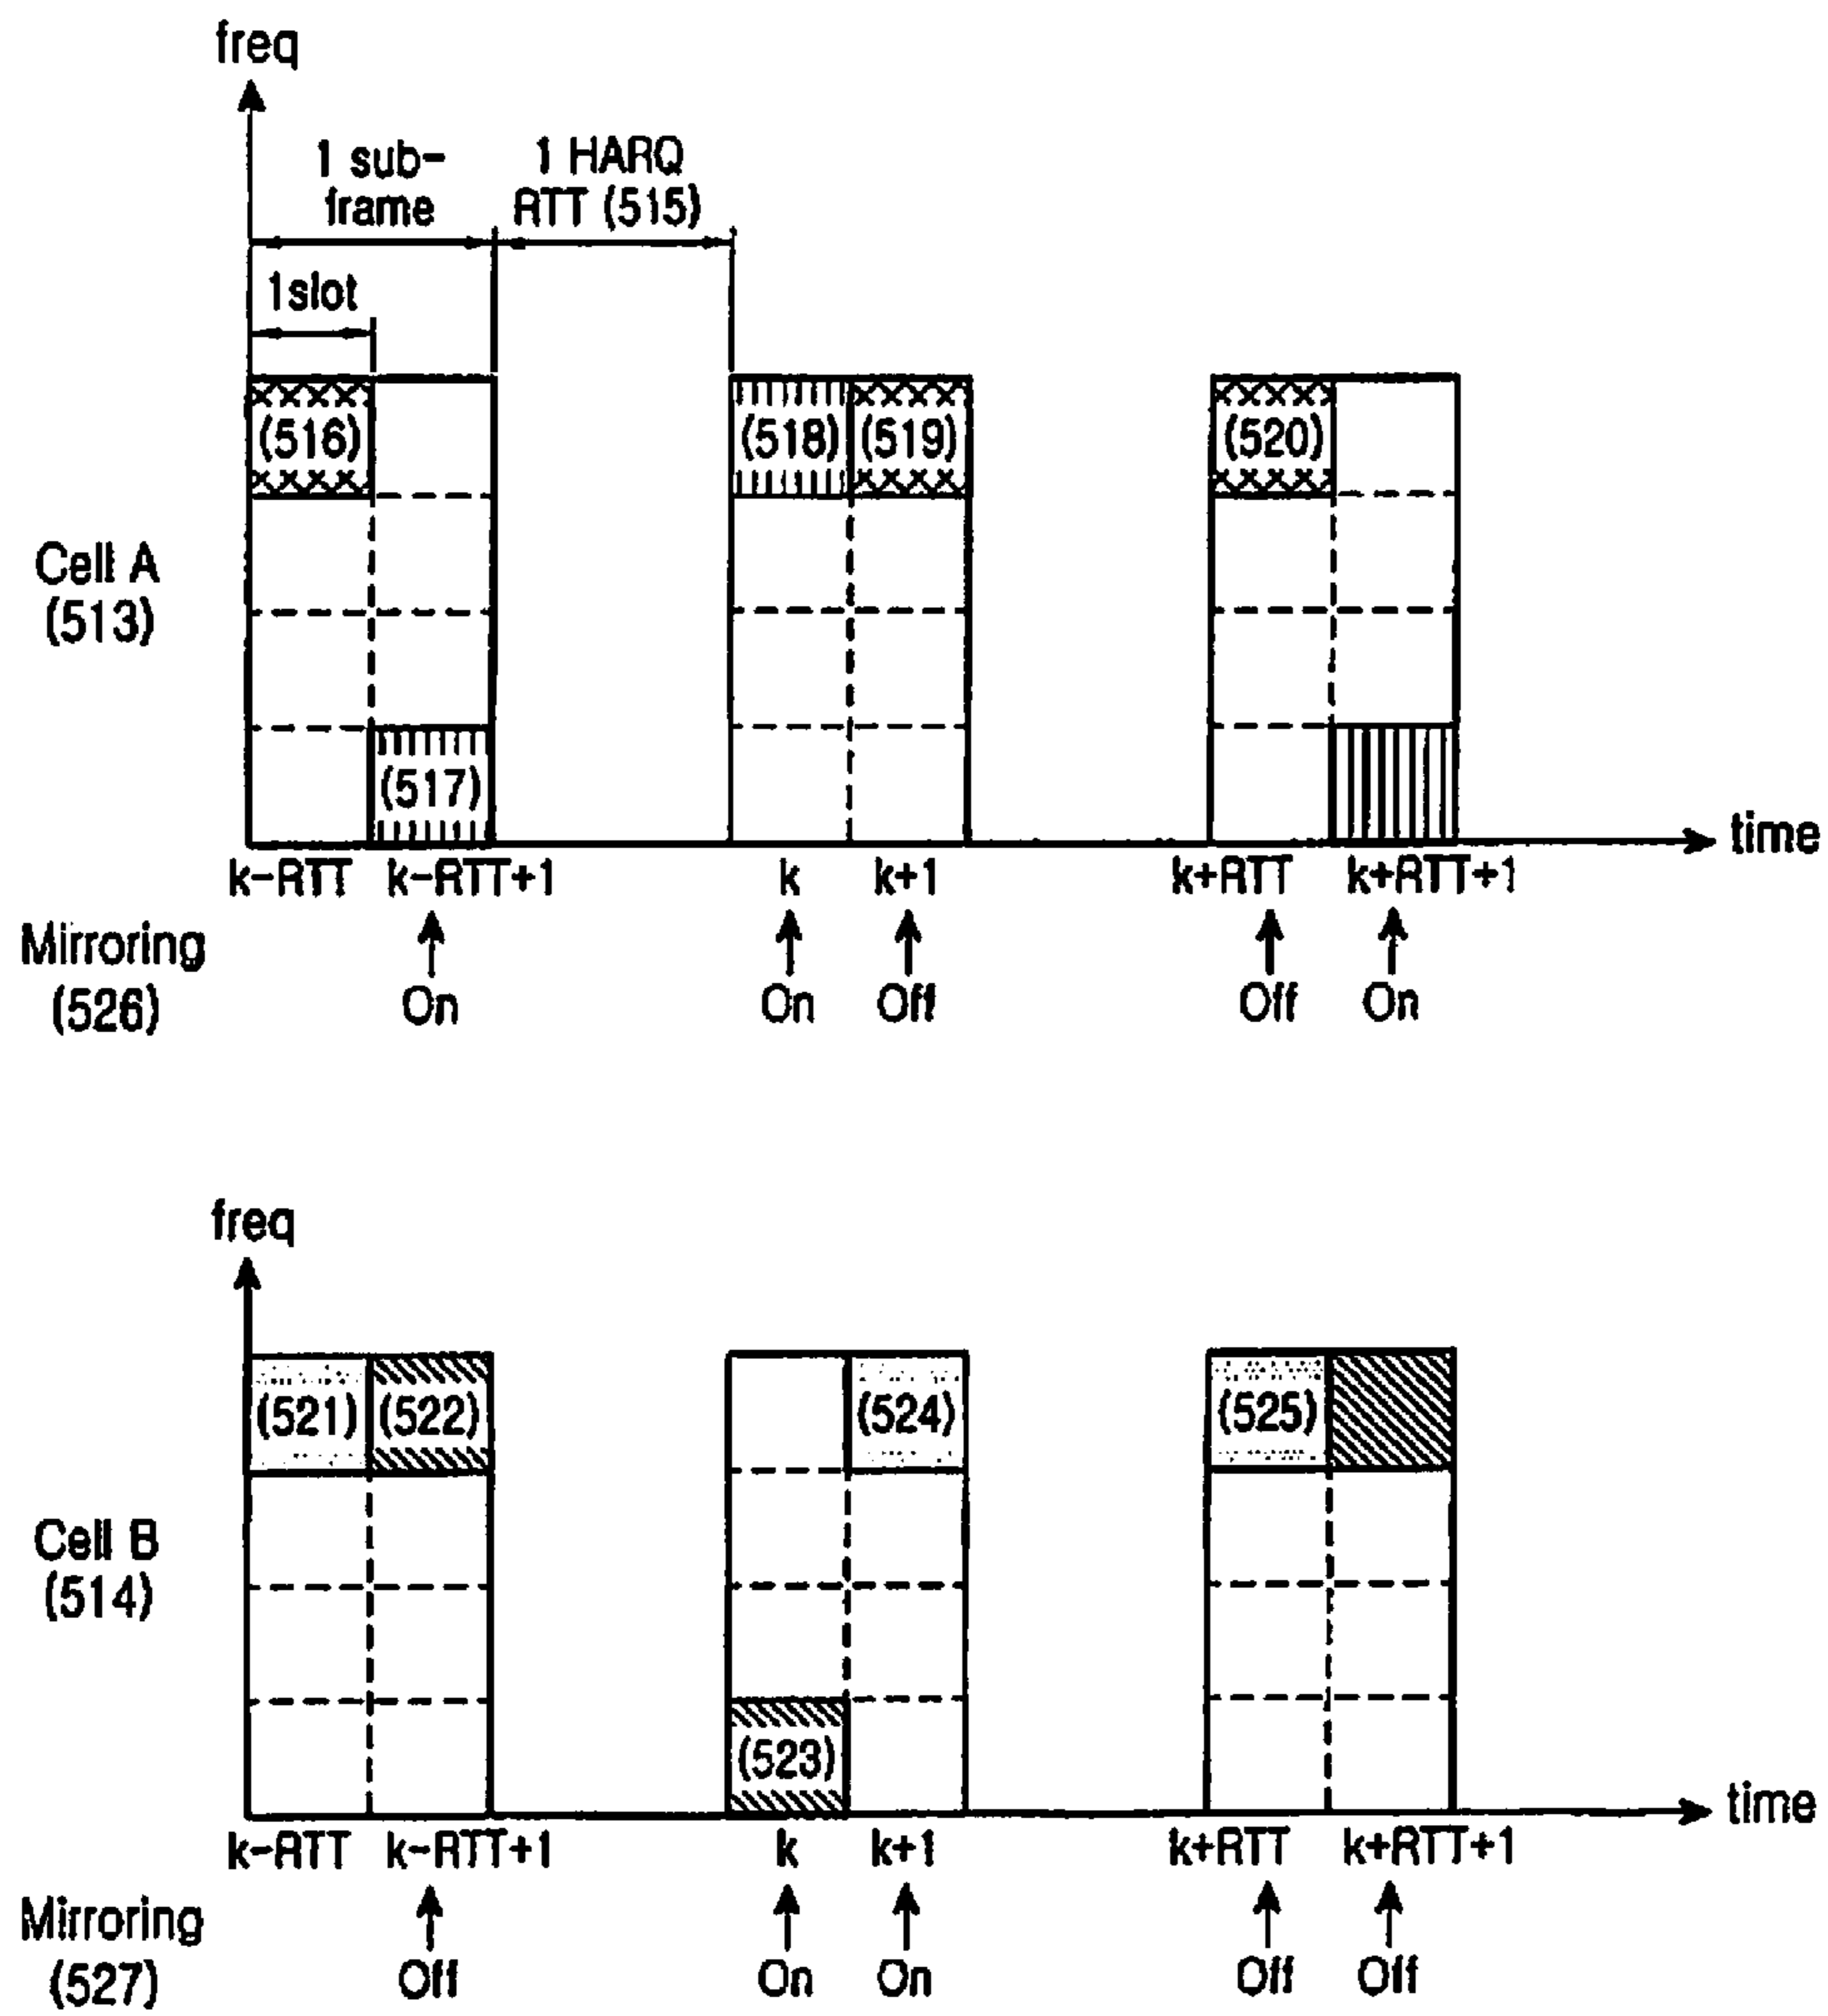 freq
1 sub-
frame
1 HARQ
RTT (515)
1slot
(516)
(518)
(519)
(520)
Cell A
(513)
(517)
time
k-RTT
k-RTT+1
k
k+1
k+RTT
k+RTT+1
Mirroring
(526)
On
On
Off
Off
On
freq
(521)
(522)
(524)
(525)
Cell B
(514)
(523)
time
k-RTT
k-RTT+1
k
k+1
k+RTT
k+RTT+1
Mirroring
(527)
Off
On
On
Off
Off